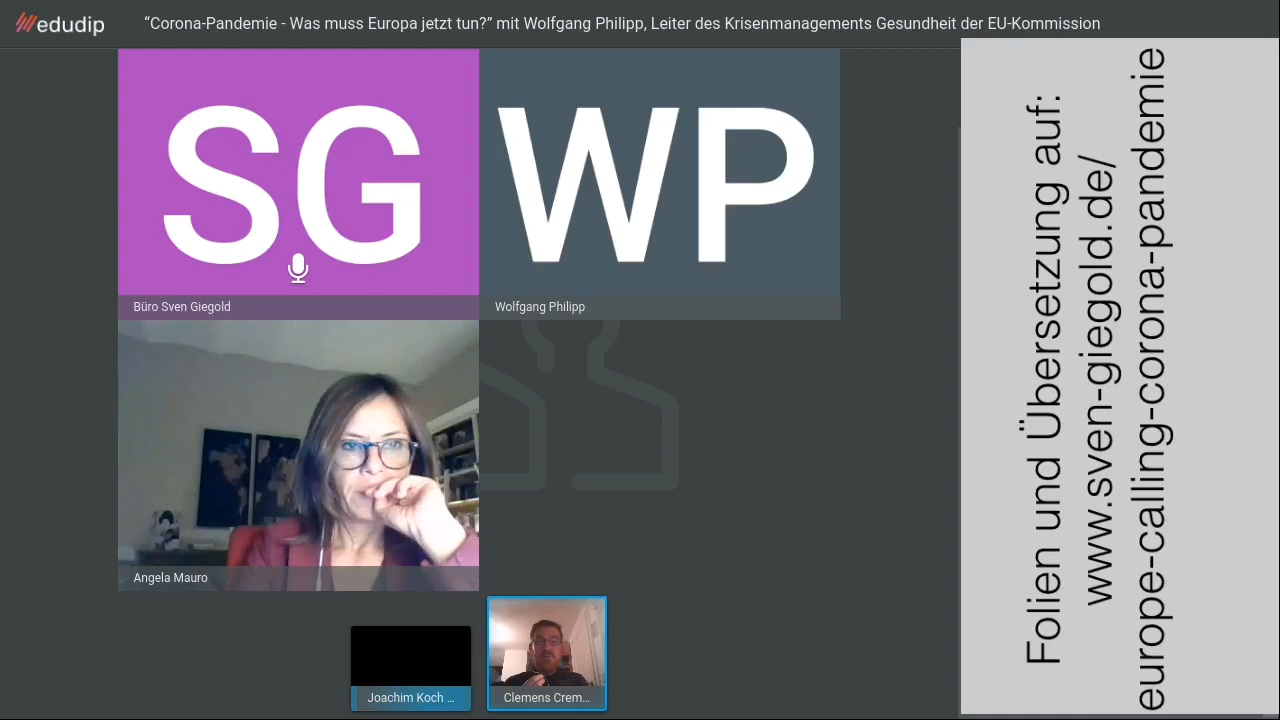 edudip
“Corona-Pandemie - Was muss Europa jetzt tun?” mit Wolfgang Philipp, Leiter des Krisenmanagements Gesundheit der EU-Kommission
SG
Büro Sven Giegold
WP
Wolfgang Philipp
Angela Mauro
Joachim Koch ...
Clemens Crem...
Folien und Übersetzung auf:
www.sven-giegold.de/
europe-calling-corona-pandemie